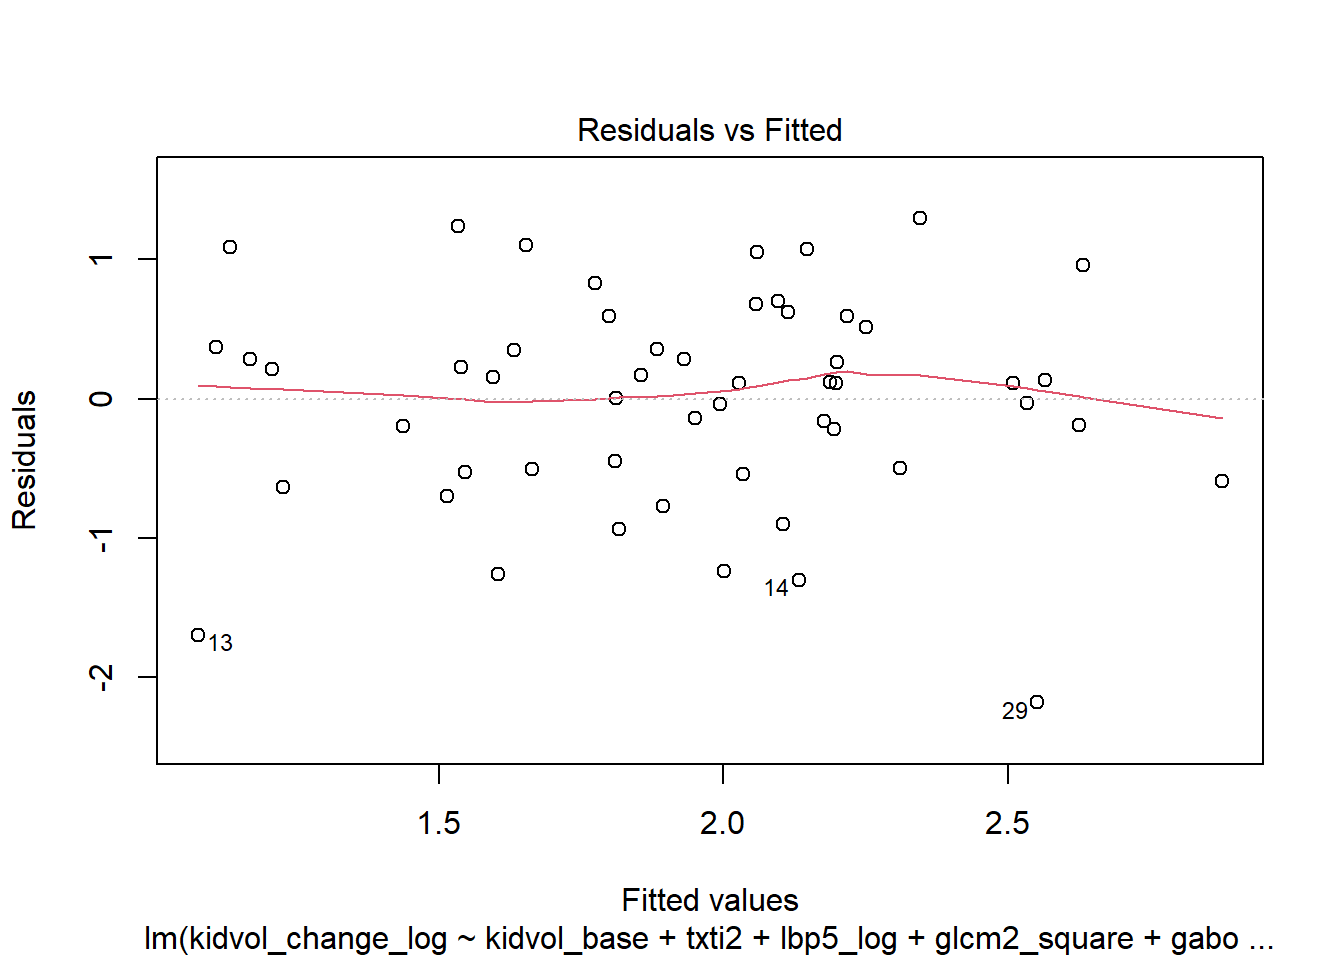 Residuals vs Fitted
Residuals
1
0
-1
-2
13
14
29
1.5
2.0
2.5
Fitted values
lm(kidvol_change_log ~ kidvol_base + txti2 + lbp5_log + glcm2_square + gabo ...